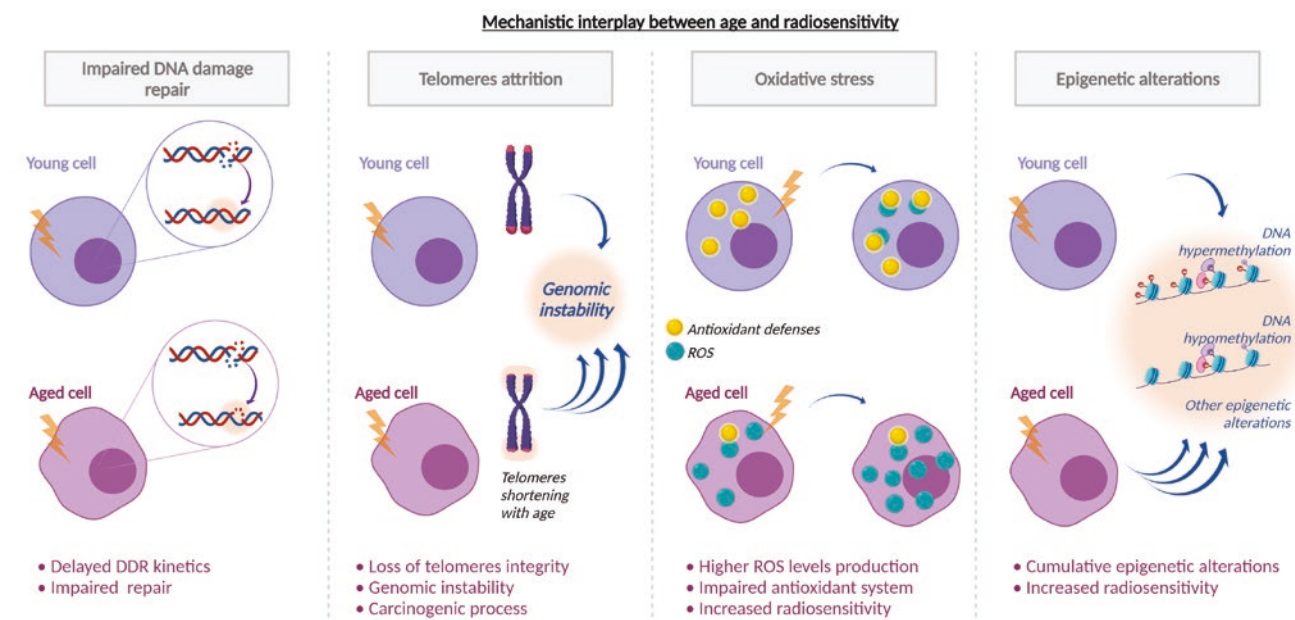 Mechanistic interplay between age and radiosensitivity
Impaired DNA damage
repair
Young cell
Aged cell
• Delayed DDR kinetics
• Impaired repair
Telomeres attrition
Young cell
Genomic
instability
Aged cell
Telomeres
shortening
with age
• Loss of telomeres integrity
• Genomic instability
• Carcinogenic process
Oxidative stress
Young cell
Antioxidant defenses
ROS
Aged cell
• Higher ROS levels production
• Impaired antioxidant system
• Increased radiosensitivity
Epigenetic alterations
Young cell
DNA
hypermethylation
DNA
hypomethylation
Aged cell
Other epigenetic
alterations
• Cumulative epigenetic alterations
• Increased radiosensitivity